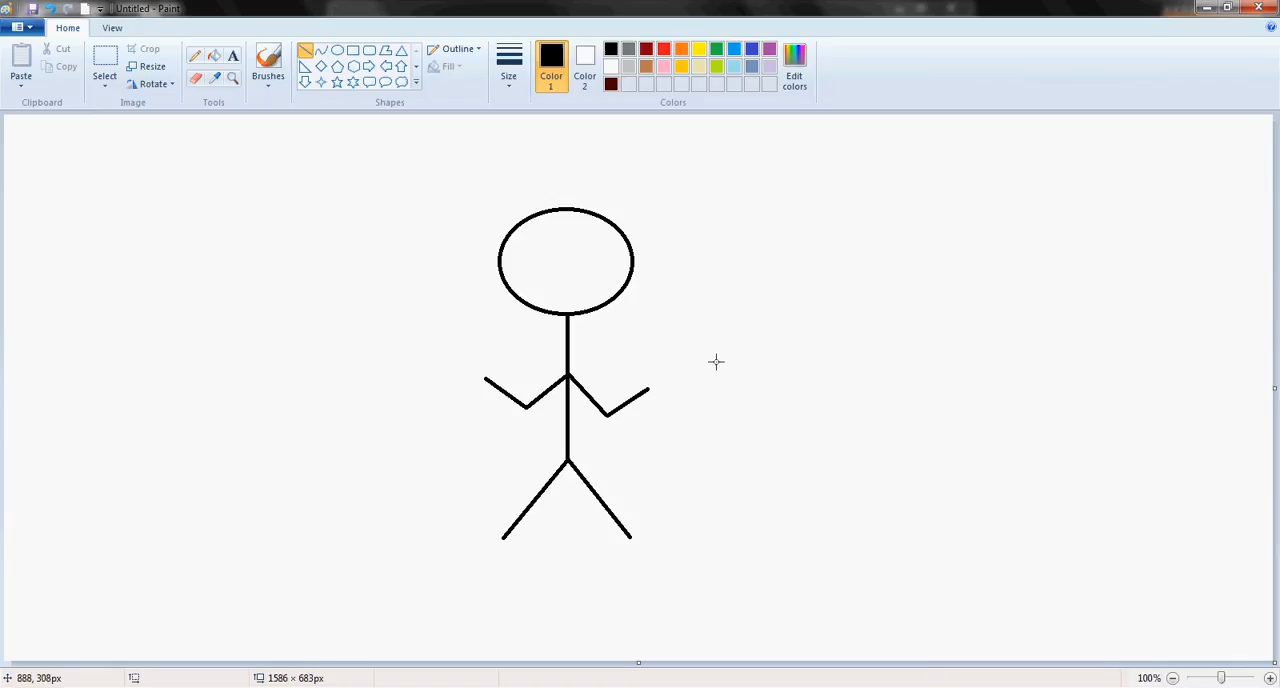 Untitled - Paint
Home View
Paste
Cut
Copy
Clipboard
Select
Crop
Resize
Rotate
Image
Tools
Brushes
Shapes
Outline
Fill
Size
Color 1
Color 2
Edit colors
Colors
888, 308px
1586 × 683px
100%